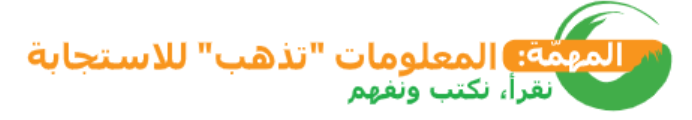 المهمّة: المعلومات "تذهب" للاستجابة
نقرأ، نكتب ونفهم